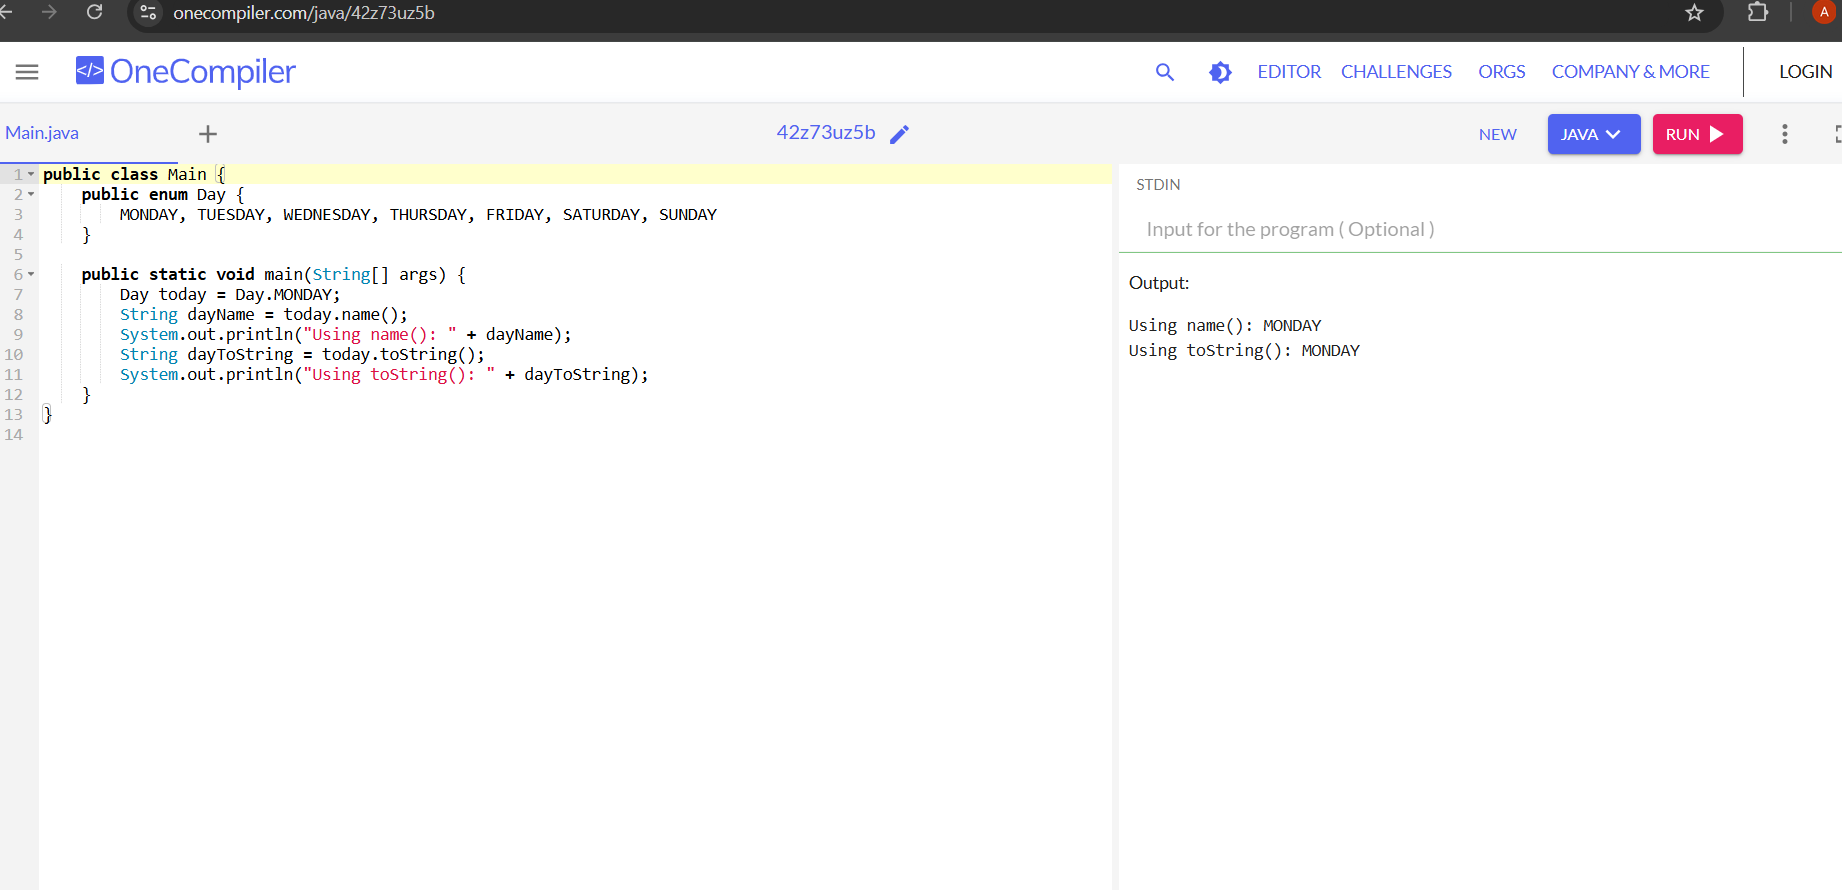 onecompiler.com/java/42z73uz5b
A
</> OneCompiler
EDITOR CHALLENGES ORGS COMPANY & MORE LOGIN
Main.java + 42z73uz5b NEW JAVA RUN
1 public class Main {
2     public enum Day {
3         MONDAY, TUESDAY, WEDNESDAY, THURSDAY, FRIDAY, SATURDAY, SUNDAY
4     }
5
6     public static void main(String[] args) {
7         Day today = Day.MONDAY;
8         String dayName = today.name();
9         System.out.println("Using name(): " + dayName);
10         String dayToString = today.toString();
11         System.out.println("Using toString(): " + dayToString);
12     }
13 }
14
STDIN
Input for the program ( Optional )
Output:
Using name(): MONDAY
Using toString(): MONDAY